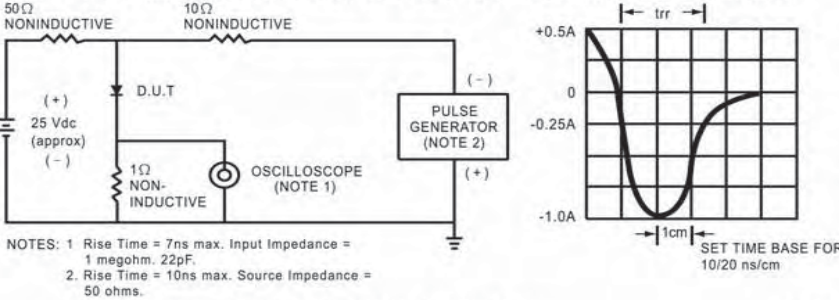 50Ω
NONINDUCTIVE
10Ω
NONINDUCTIVE
D.U.T
(+)
25 Vdc
(approx)
(-)
1Ω
NON-
INDUCTIVE
OSCILLOSCOPE
(NOTE 1)
(-)
PULSE
GENERATOR
(NOTE 2)
(+)
NOTES: 1 Rise Time = 7ns max. Input Impedance =
1 megohm. 22pF.
2. Rise Time = 10ns max. Source Impedance =
50 ohms.
trr
+0.5A
0
-0.25A
-1.0A
1cm
SET TIME BASE FOR
10/20 ns/cm